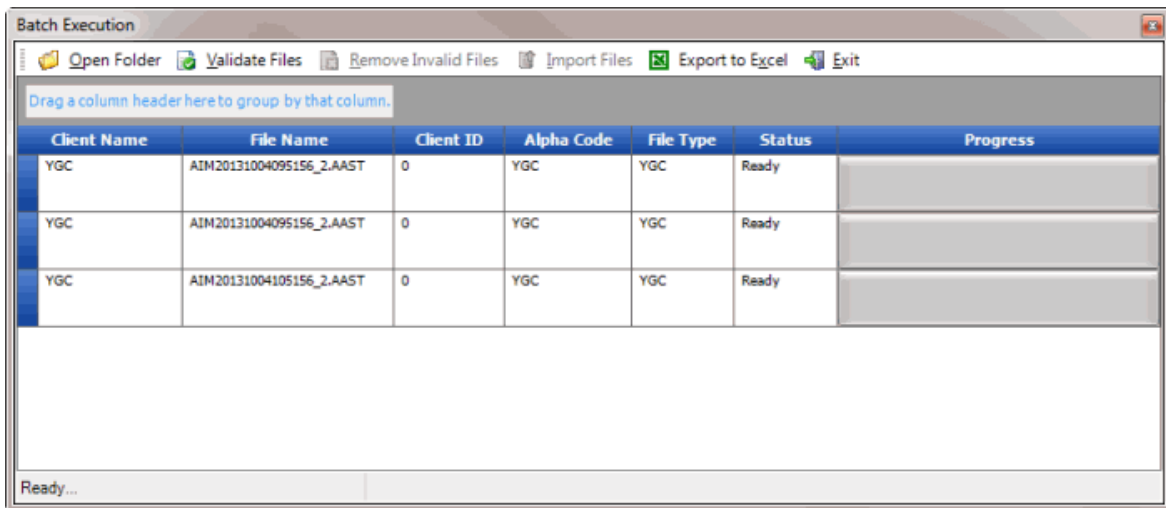 Batch Execution
Open Folder Validate Files Remove Invalid Files Import Files Export to Excel Exit
Drag a column header here to group by that column.
Client Name File Name Client ID Alpha Code File Type Status Progress
YGC AIM20131004095156_2.AAST 0 YGC YGC Ready
YGC AIM20131004095156_2.AAST 0 YGC YGC Ready
YGC AIM20131004105156_2.AAST 0 YGC YGC Ready
Ready...